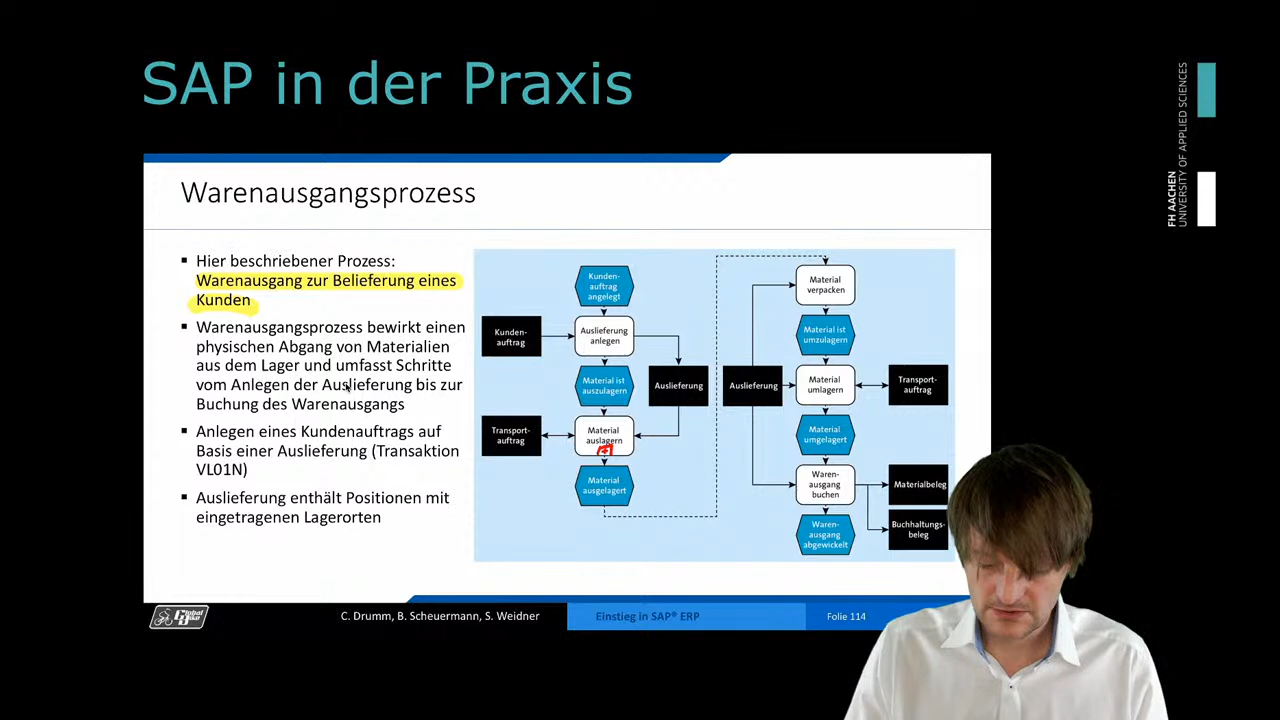 SAP in der Praxis
FH AACHEN
UNIVERSITY OF APPLIED SCIENCES
Warenausgangsprozess
▪ Hier beschriebener Prozess:
Warenausgang zur Belieferung eines
Kunden
▪ Warenausgangsprozess bewirkt einen
physischen Abgang von Materialien
aus dem Lager und umfasst Schritte
vom Anlegen der Auslieferung bis zur
Buchung des Warenausgangs
▪ Anlegen eines Kundenauftrags auf
Basis einer Auslieferung (Transaktion
VL01N)
▪ Auslieferung enthält Positionen mit
eingetragenen Lagerorten
Kunden-
auftrag
angelegt
Kunden-
auftrag
Auslieferung
anlegen
Material ist
auszulagern
Auslieferung
Transport-
auftrag
Material
auslagern
Material
ausgelagert
Material
verpacken
Material ist
umzulagern
Auslieferung
Material
umlagern
Transport-
auftrag
Material
umgelagert
Waren-
ausgang
buchen
Materialbeleg
Buchhaltungs-
beleg
Waren-
ausgang
abgewickelt
Global
Bike
C. Drumm, B. Scheuermann, S. Weidner
Einstieg in SAP® ERP
Folie 114